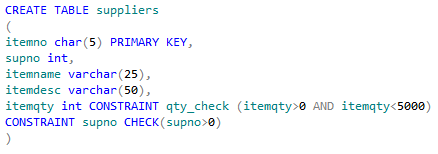 CREATE TABLE suppliers
(
itemno char(5) PRIMARY KEY,
supno int,
itemname varchar(25),
itemdesc varchar(50),
itemqty int CONSTRAINT qty_check (itemqty>0 AND itemqty<5000)
CONSTRAINT supno CHECK(supno>0)
)